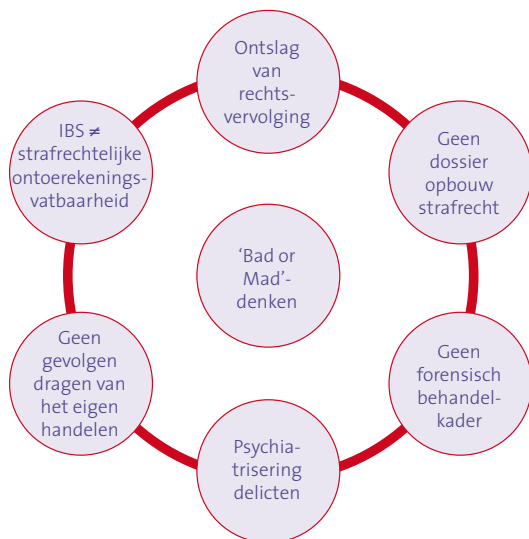 Ontslag
van
rechts-
vervolging
IBS ≠
strafrechtelijke
ontoerekenings-
vatbaarheid
Geen
dossier
opbouw
strafrecht
‘Bad or
Mad’-
denken
Geen
gevolgen
dragen van
het eigen
handelen
Geen
forensisch
behandel-
kader
Psychia-
trisering
delicten